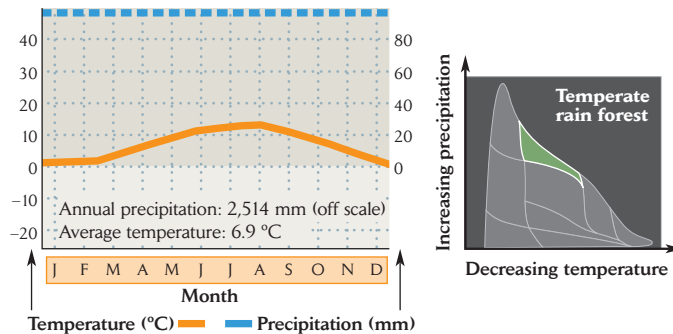 40
30
20
10
0
−10
−20
80
60
40
20
0
Annual precipitation: 2,514 mm (off scale)
Average temperature: 6.9 ºC
J F M A M J J A S O N D
Month
Temperature (ºC)
Precipitation (mm)
Increasing precipitation
Temperate
rain forest
Decreasing temperature